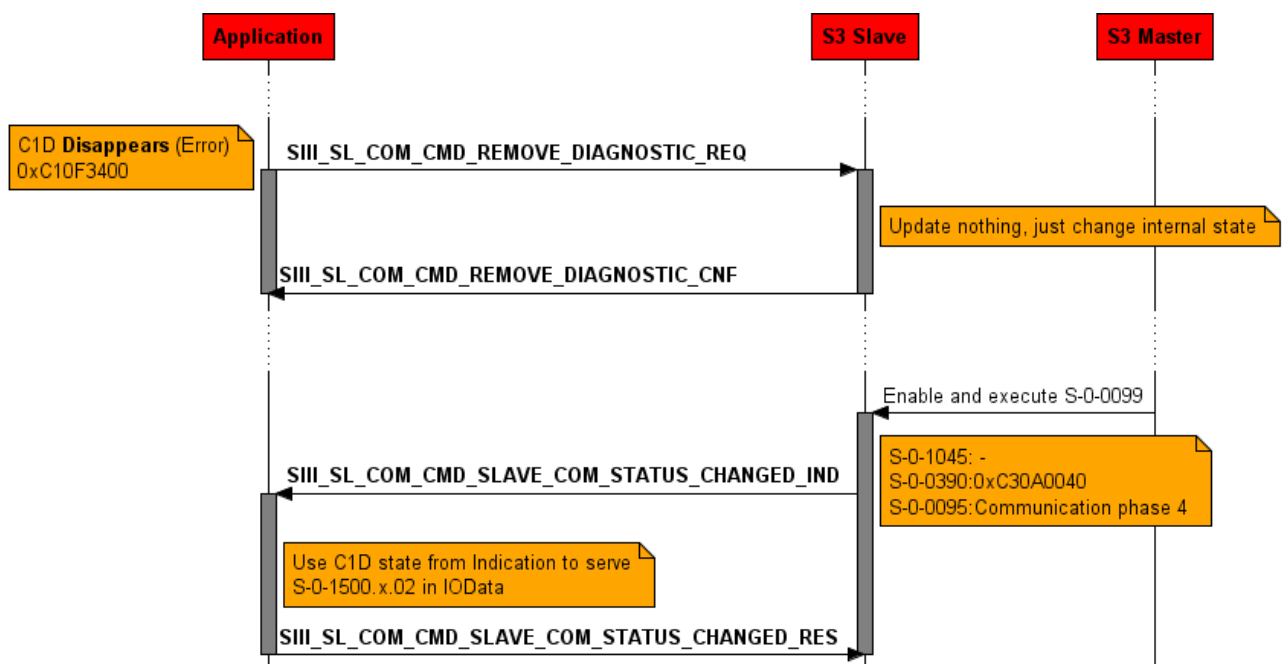 Application
S3 Slave
S3 Master
C1D Disappears (Error)
0xC10F3400
SIII_SL_COM_CMD_REMOVE_DIAGNOSTIC_REQ
Update nothing, just change internal state
SIII_SL_COM_CMD_REMOVE_DIAGNOSTIC_CNF
Enable and execute S-0-0099
S-0-1045: -
S-0-0390:0xC30A0040
S-0-0095:Communication phase 4
SIII_SL_COM_CMD_SLAVE_COM_STATUS_CHANGED_IND
Use C1D state from Indication to serve
S-0-1500.x.02 in IOData
SIII_SL_COM_CMD_SLAVE_COM_STATUS_CHANGED_RES